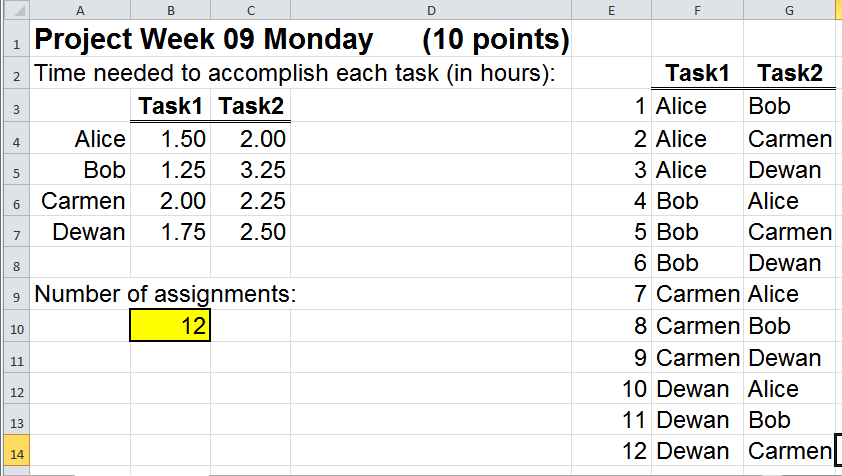 A B C D E F G
1 Project Week 09 Monday (10 points)
2 Time needed to accomplish each task (in hours): Task1 Task2
3 Task1 Task2 1 Alice Bob
4 Alice 1.50 2.00 2 Alice Carmen
5 Bob 1.25 3.25 3 Alice Dewan
6 Carmen 2.00 2.25 4 Bob Alice
7 Dewan 1.75 2.50 5 Bob Carmen
8 6 Bob Dewan
9 Number of assignments: 7 Carmen Alice
10 12 8 Carmen Bob
11 9 Carmen Dewan
12 10 Dewan Alice
13 11 Dewan Bob
14 12 Dewan Carmen